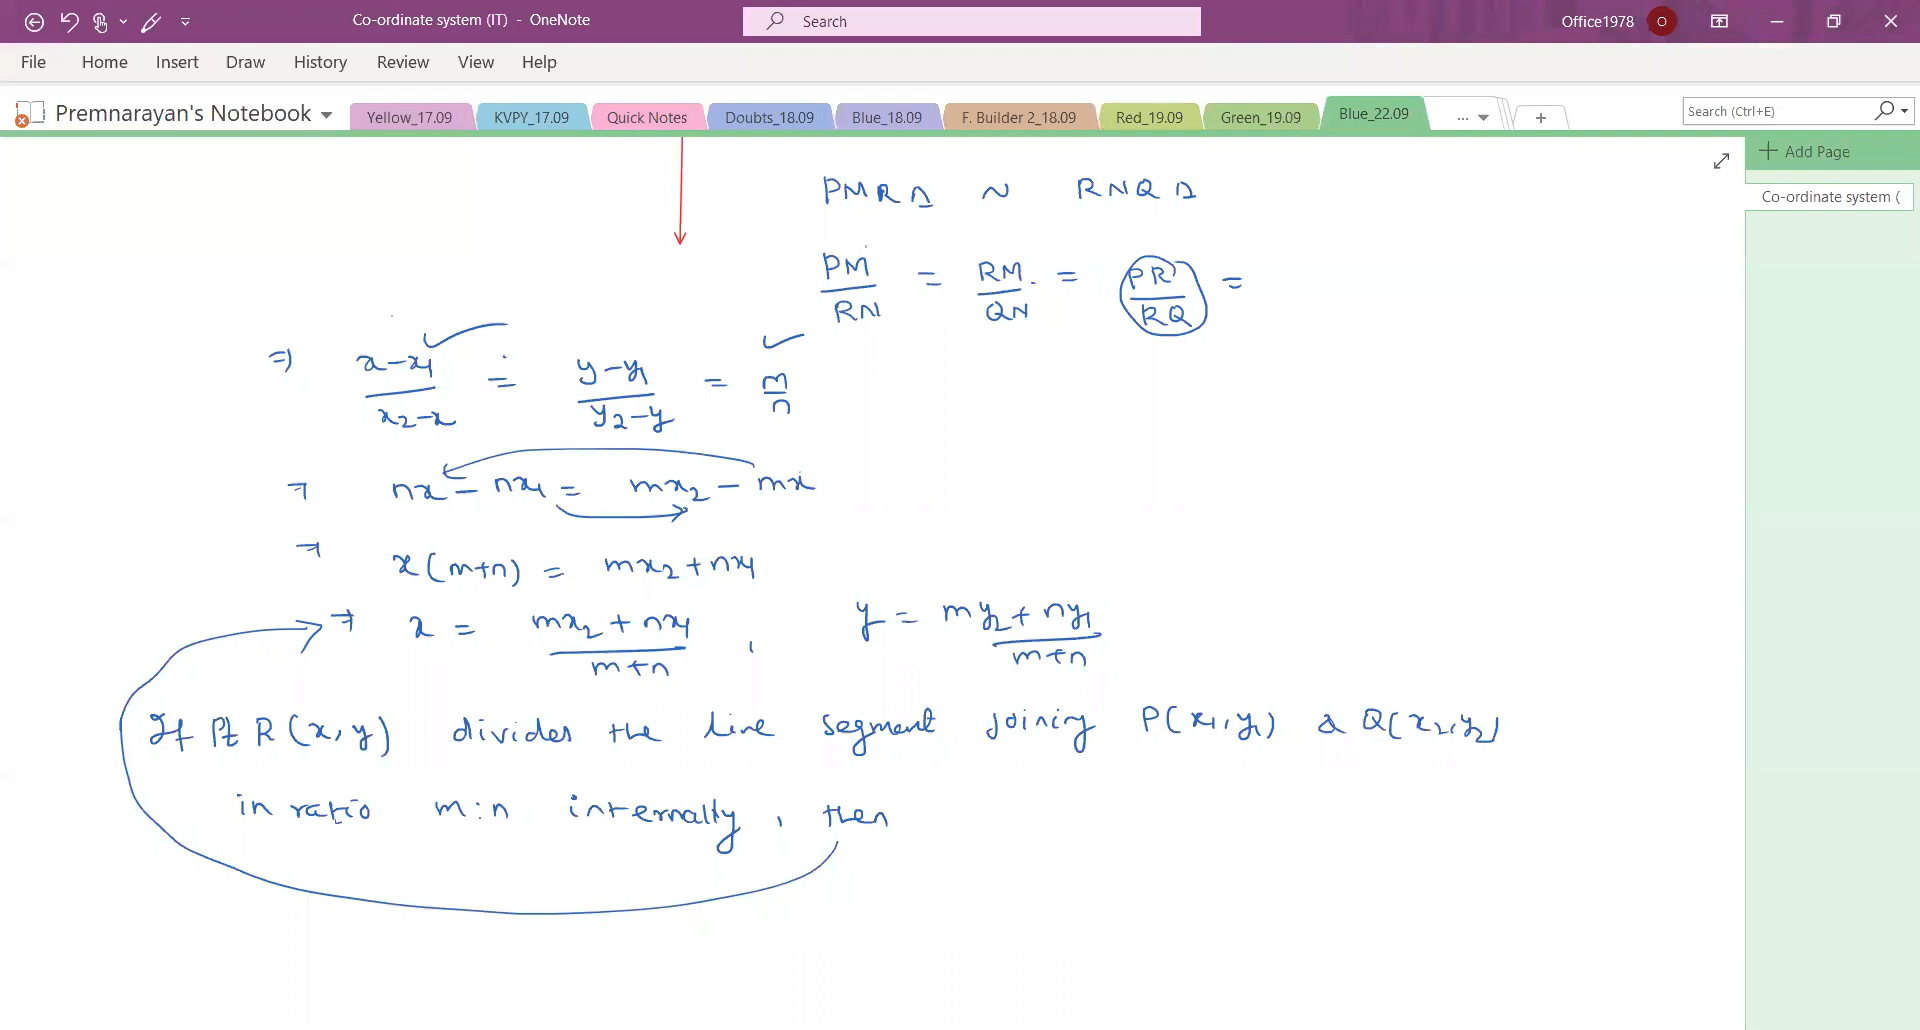 Co-ordinate system (IT) - OneNote
Search
Office1978
O
File Home Insert Draw History Review View Help
Premnarayan's Notebook
Yellow_17.09 KVPY_17.09 Quick Notes Doubts_18.09 Blue_18.09 F. Builder 2_18.09 Red_19.09 Green_19.09 Blue_22.09 ... +
Search (Ctrl+E)
Add Page
Co-ordinate system (
PMR Δ ~ RNQ Δ
PM/RN = RM/QN = PR/RQ =
⇒ x-x₁/x₂-x = y-y₁/y₂-y = m/n
⇒ nx - nx₁ = mx₂ - mx
⇒ x(m+n) = mx₂+nx₁
⇒ x = mx₂ + nx₁/m+n , y = my₂+ ny₁/m+n
If Pt R(x,y) divides the line segment joining P(x₁,y₁) & Q(x₂,y₂)
in ratio m:n internally, then